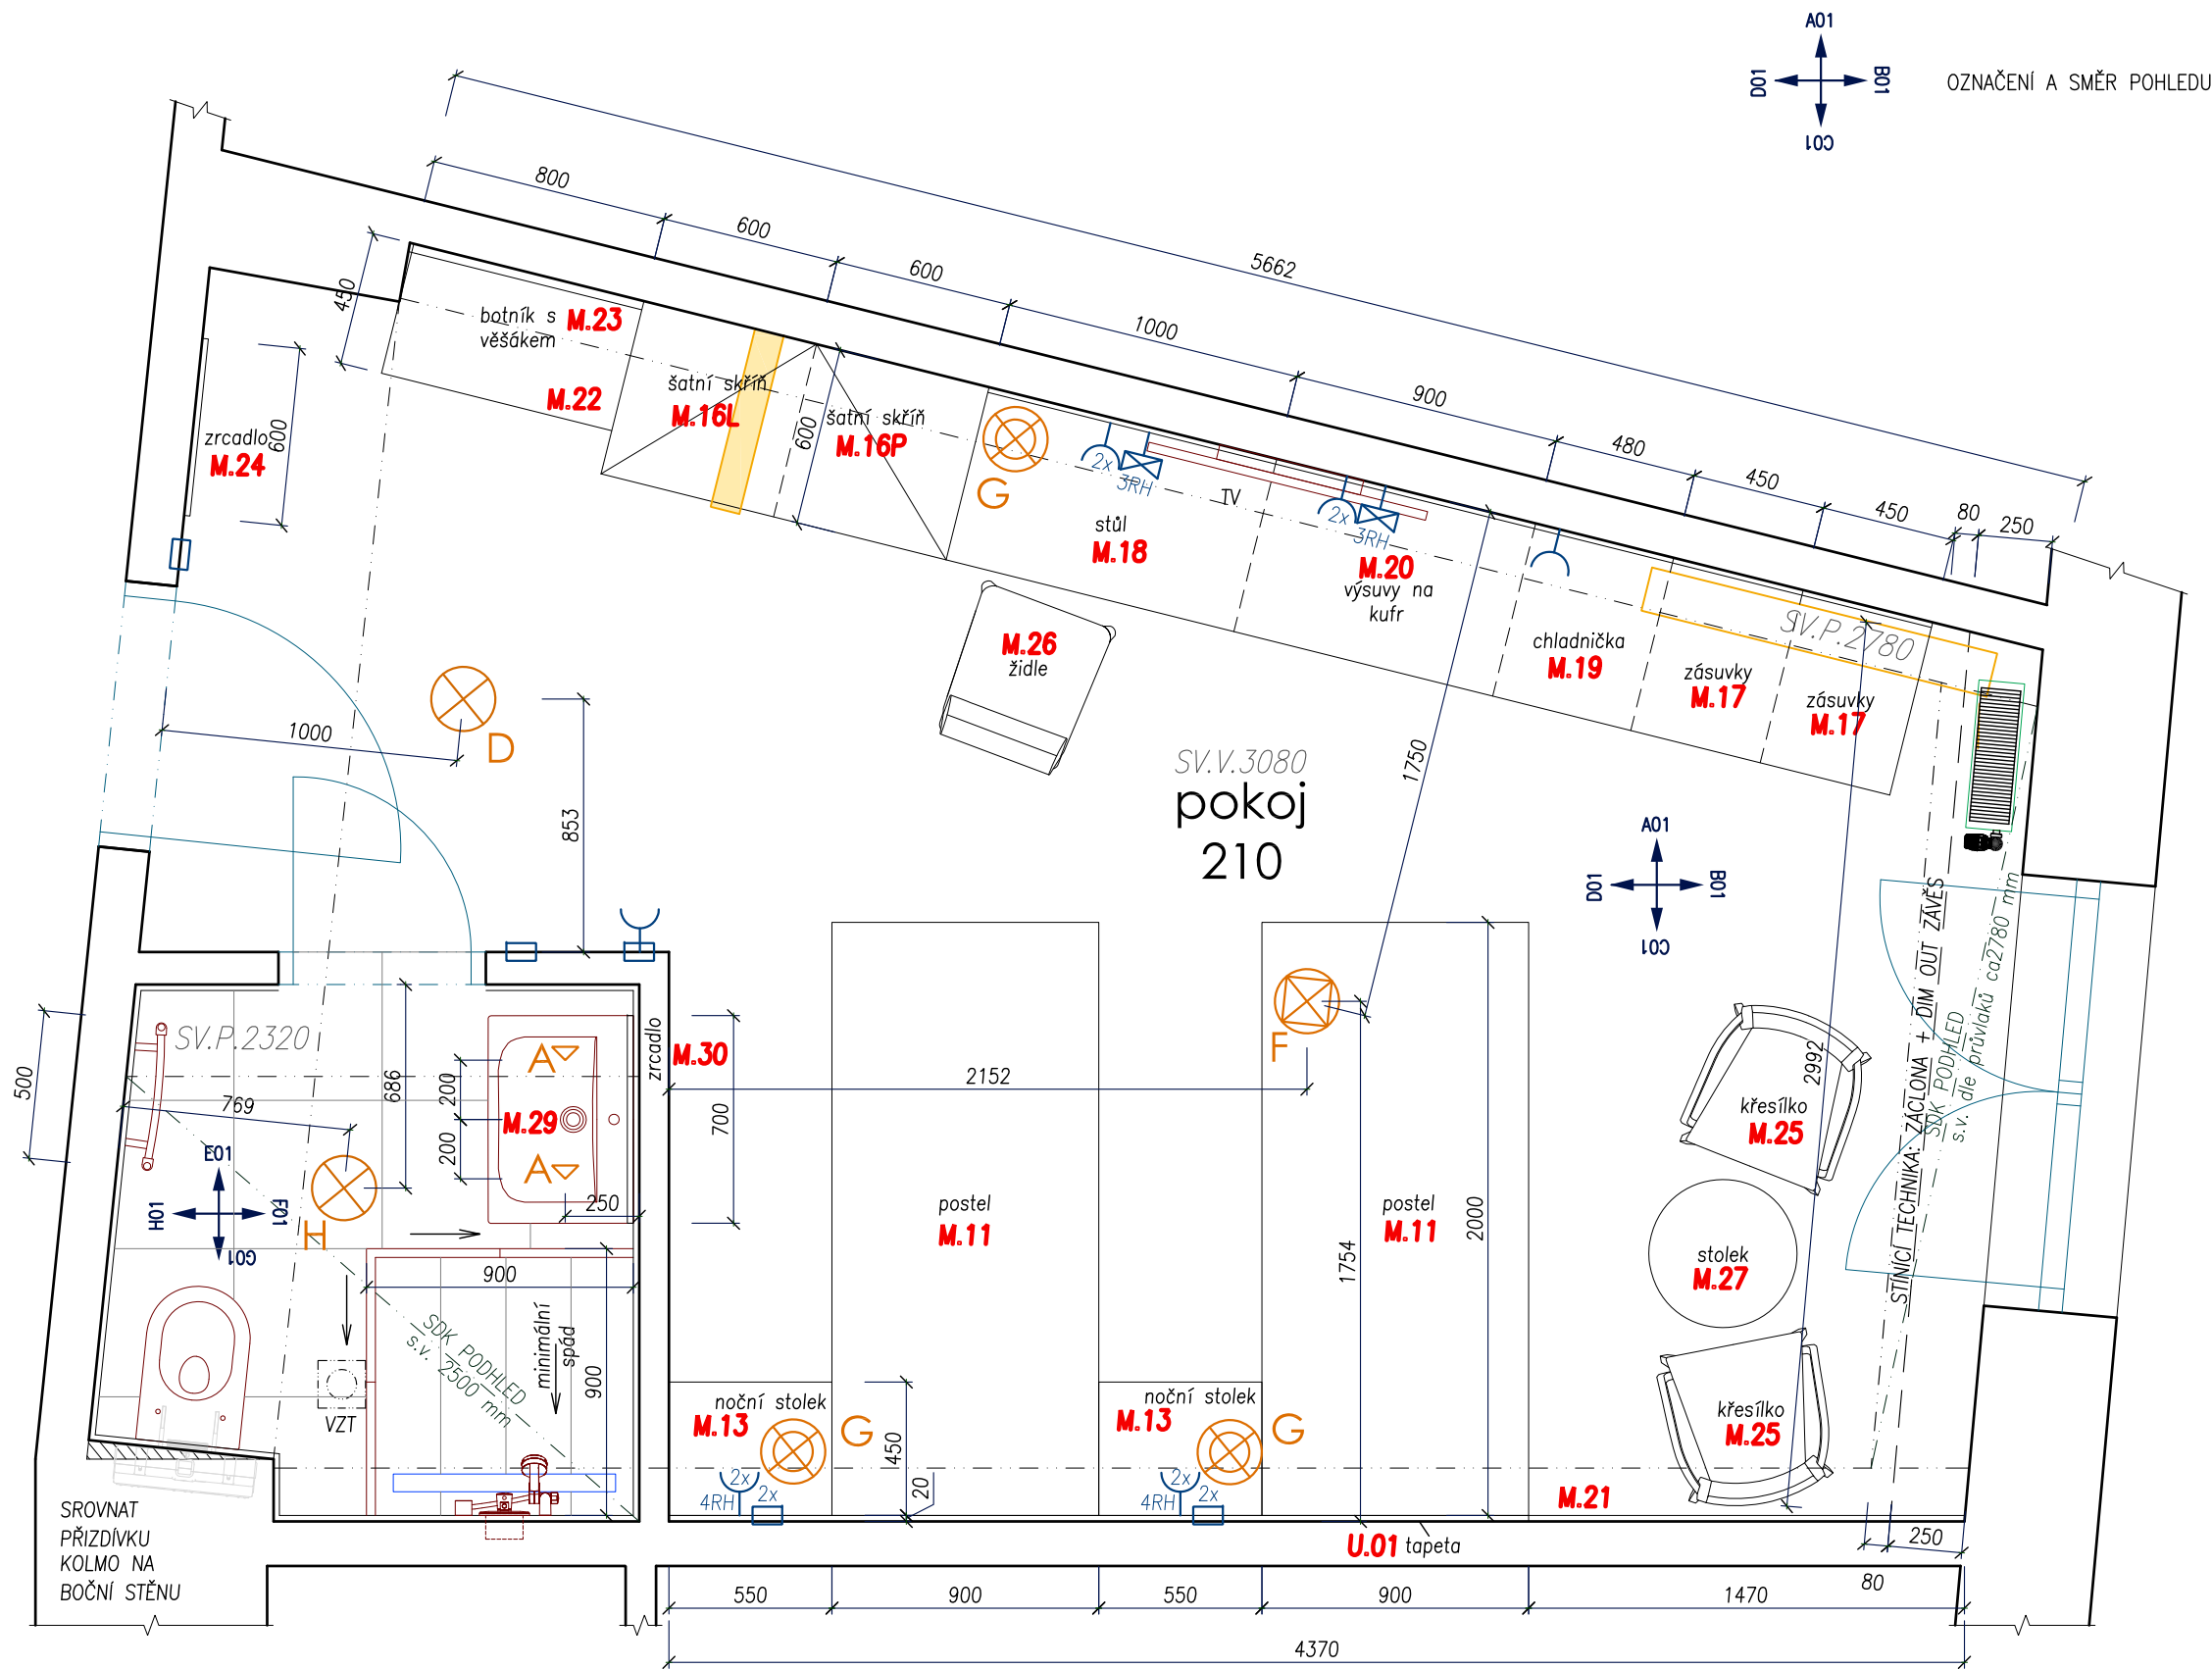 A01
D01
B01
C01
OZNAČENÍ A SMĚR POHLEDU
800
600
600
5662
1000
900
480
450
450
80
250
450
botník s
věšákem
M.23
M.22
šatní skříň
M.16L
600
šatní skříň
M.16P
zrcadlo
M.24
600
G
2x
3RH
TV
2x
3RH
stůl
M.18
M.20
výsuvy na
kufr
chladnička
M.19
zásuvky
M.17
zásuvky
M.17
SV.P.2780
M.26
židle
D
1000
853
1750
SV.V.3080
pokoj
210
A01
D01
B01
C01
STÍNÍCÍ TECHNIKA: ZÁCLONA + DIM OUT ZÁVĚS
SDK PODHLED
s.v. dle průvlaků ca2780 mm
2992
SV.P.2320
500
769
686
200
200
A
A
M.29
250
zrcadlo
M.30
700
2152
F
E01
H01
F01
G01
H
900
900
minimální
spád
SDK PODHLED
s.v. 2500 mm
VZT
postel
M.11
postel
M.11
2000
1754
křesílko
M.25
stolek
M.27
křesílko
M.25
noční stolek
M.13
G
noční stolek
M.13
G
450
20
2x
4RH
2x
2x
4RH
2x
M.21
U.01 tapeta
250
80
SROVNAT
PŘIZDÍVKU
KOLMO NA
BOČNÍ STĚNU
550
900
550
900
1470
4370